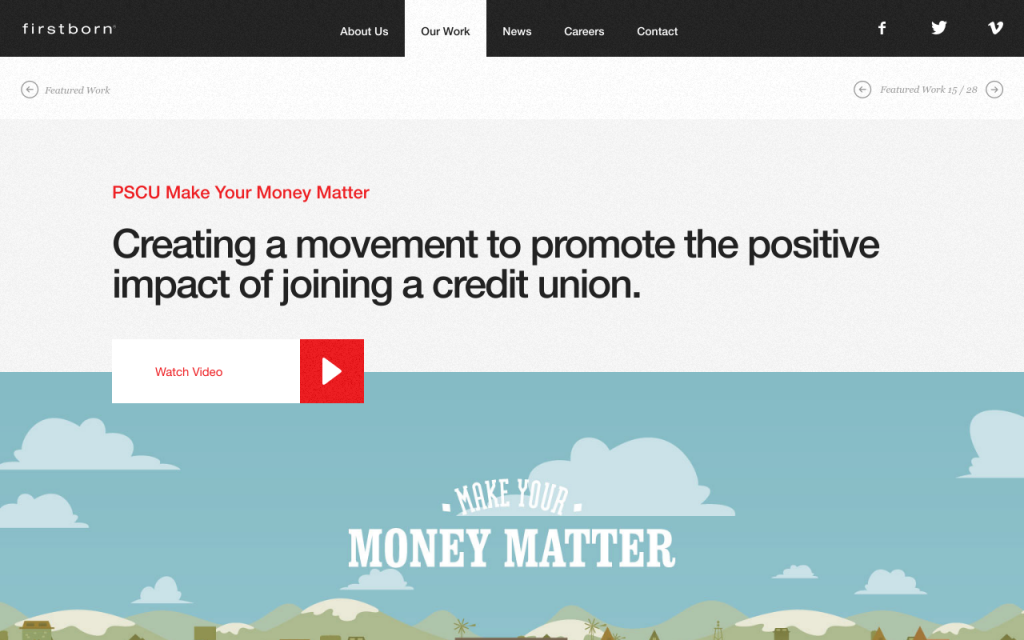 firstborn®
About Us
Our Work
News
Careers
Contact
Featured Work
Featured Work 15 / 28
PSCU Make Your Money Matter
Creating a movement to promote the positive
impact of joining a credit union.
Watch Video
MAKE YOUR
MONEY MATTER